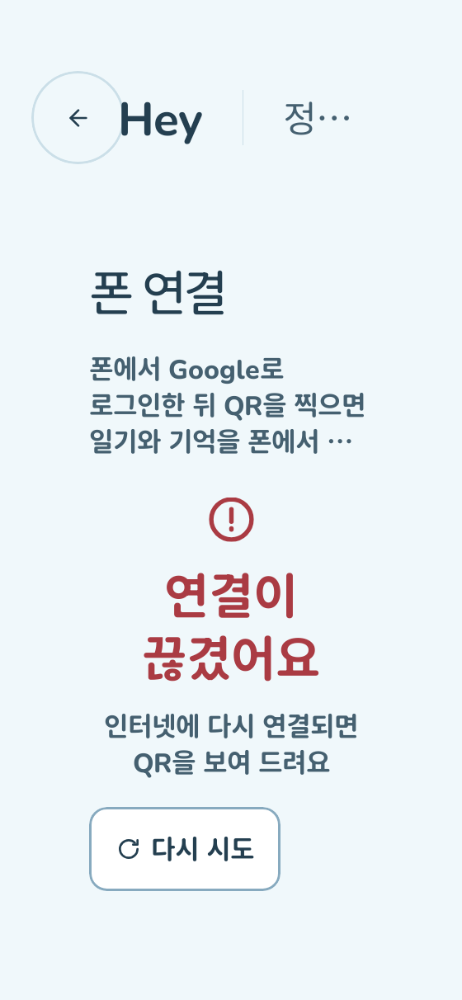 Hey
정…
폰 연결
폰에서 Google로
로그인한 뒤 QR을 찍으면
일기와 기억을 폰에서 …
연결이
끊겼어요
인터넷에 다시 연결되면
QR을 보여 드려요
다시 시도